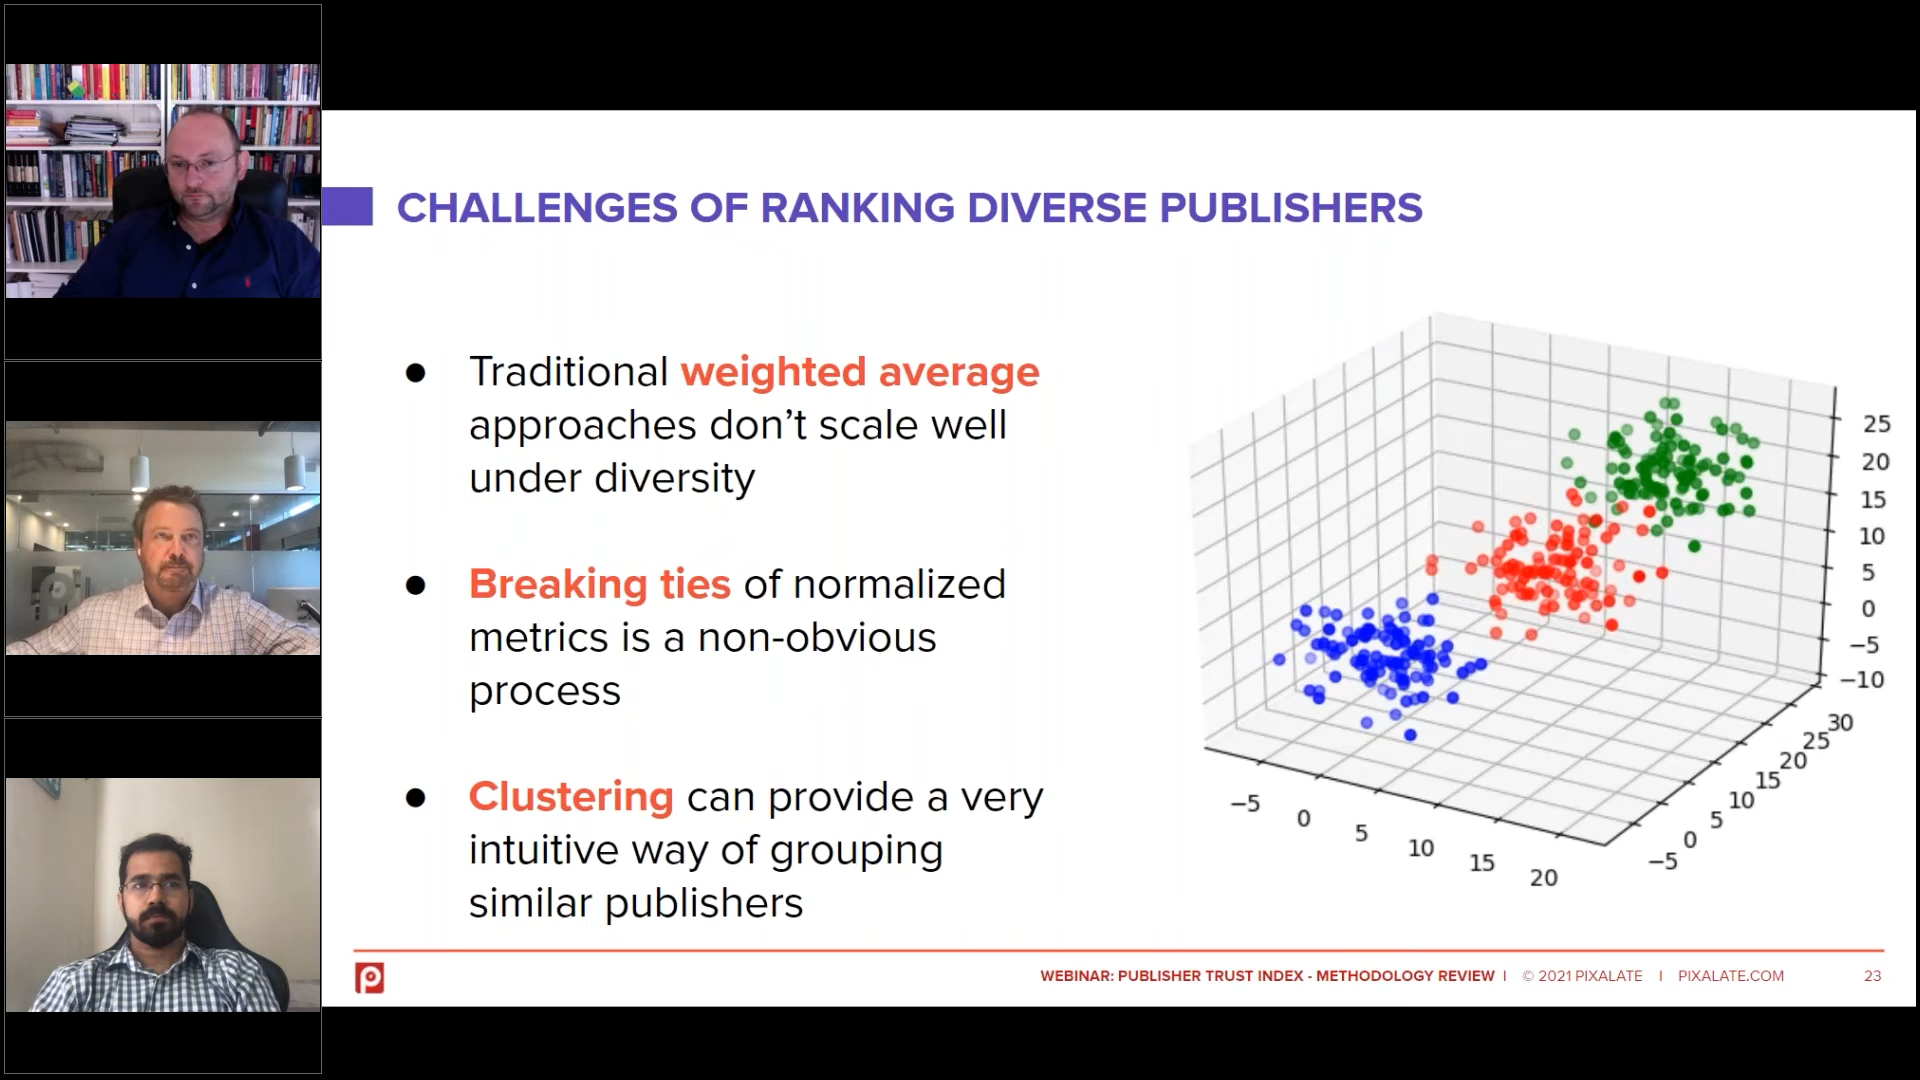 CHALLENGES OF RANKING DIVERSE PUBLISHERS
● Traditional weighted average
approaches don’t scale well
under diversity
● Breaking ties of normalized
metrics is a non-obvious
process
● Clustering can provide a very
intuitive way of grouping
similar publishers
25
20
15
10
5
0
−5
−10
30
25
20
15
10
5
0
−5
−5
0
5
10
15
20
WEBINAR: PUBLISHER TRUST INDEX - METHODOLOGY REVIEW I © 2021 PIXALATE I PIXALATE.COM 23